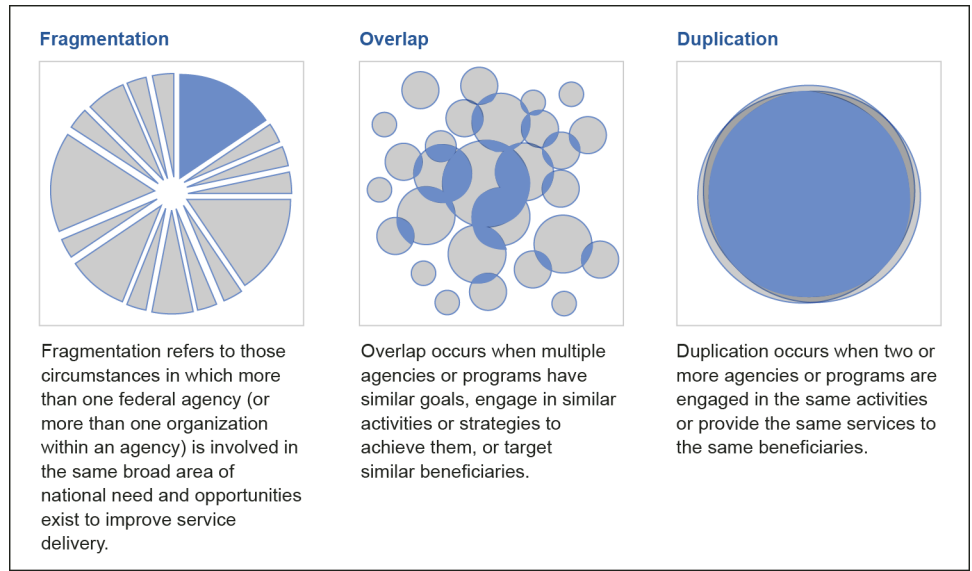 Fragmentation
Fragmentation refers to those
circumstances in which more
than one federal agency (or
more than one organization
within an agency) is involved in
the same broad area of
national need and opportunities
exist to improve service
delivery.
Overlap
Overlap occurs when multiple
agencies or programs have
similar goals, engage in similar
activities or strategies to
achieve them, or target
similar beneficiaries.
Duplication
Duplication occurs when two or
more agencies or programs are
engaged in the same activities
or provide the same services to
the same beneficiaries.